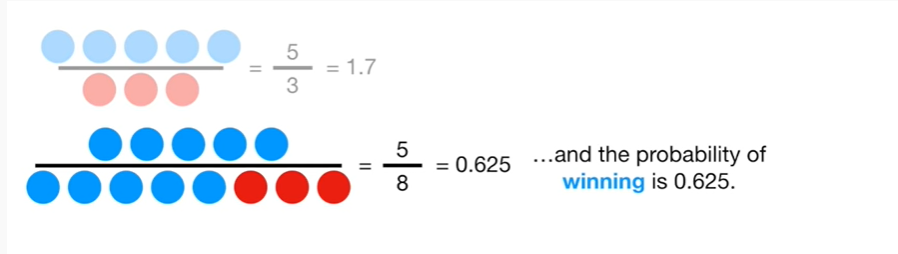 = 5/3 = 1.7
= 5/8 = 0.625
…and the probability of
winning is 0.625.